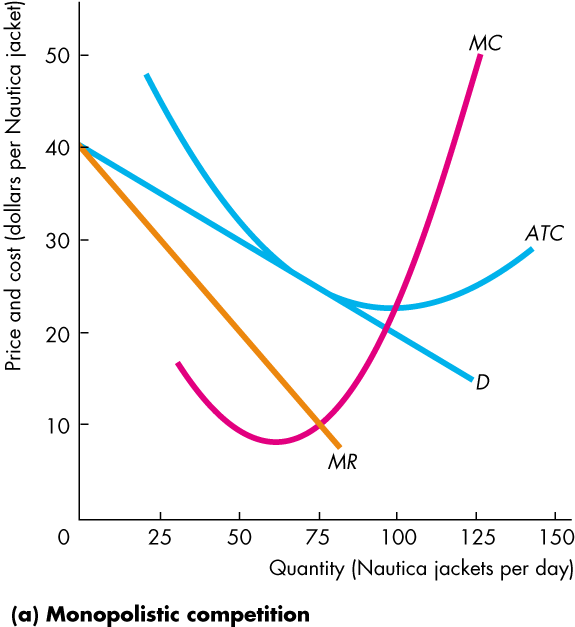 Price and cost (dollars per Nautica jacket)
50
40
30
20
10
0
25
50
75
100
125
150
MC
ATC
D
MR
Quantity (Nautica jackets per day)
(a) Monopolistic competition